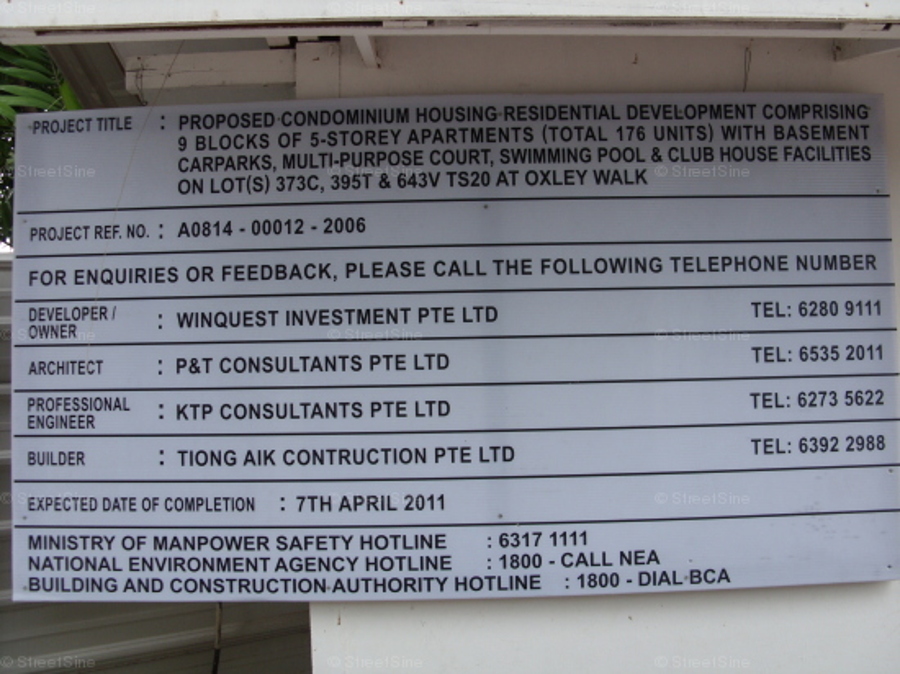 PROJECT TITLE : PROPOSED CONDOMINIUM HOUSING RESIDENTIAL DEVELOPMENT COMPRISING
9 BLOCKS OF 5-STOREY APARTMENTS (TOTAL 176 UNITS) WITH BASEMENT
CARPARKS, MULTI-PURPOSE COURT, SWIMMING POOL & CLUB HOUSE FACILITIES
ON LOT(S) 373C, 395T & 643V TS20 AT OXLEY WALK
PROJECT REF. NO. : A0814 - 00012 - 2006
FOR ENQUIRIES OR FEEDBACK, PLEASE CALL THE FOLLOWING TELEPHONE NUMBER
DEVELOPER /
OWNER : WINQUEST INVESTMENT PTE LTD TEL: 6280 9111
ARCHITECT : P&T CONSULTANTS PTE LTD TEL: 6535 2011
PROFESSIONAL
ENGINEER : KTP CONSULTANTS PTE LTD TEL: 6273 5622
BUILDER : TIONG AIK CONTRUCTION PTE LTD TEL: 6392 2988
EXPECTED DATE OF COMPLETION : 7TH APRIL 2011
MINISTRY OF MANPOWER SAFETY HOTLINE : 6317 1111
NATIONAL ENVIRONMENT AGENCY HOTLINE : 1800 - CALL NEA
BUILDING AND CONSTRUCTION AUTHORITY HOTLINE : 1800 - DIAL BCA
© StreetSine